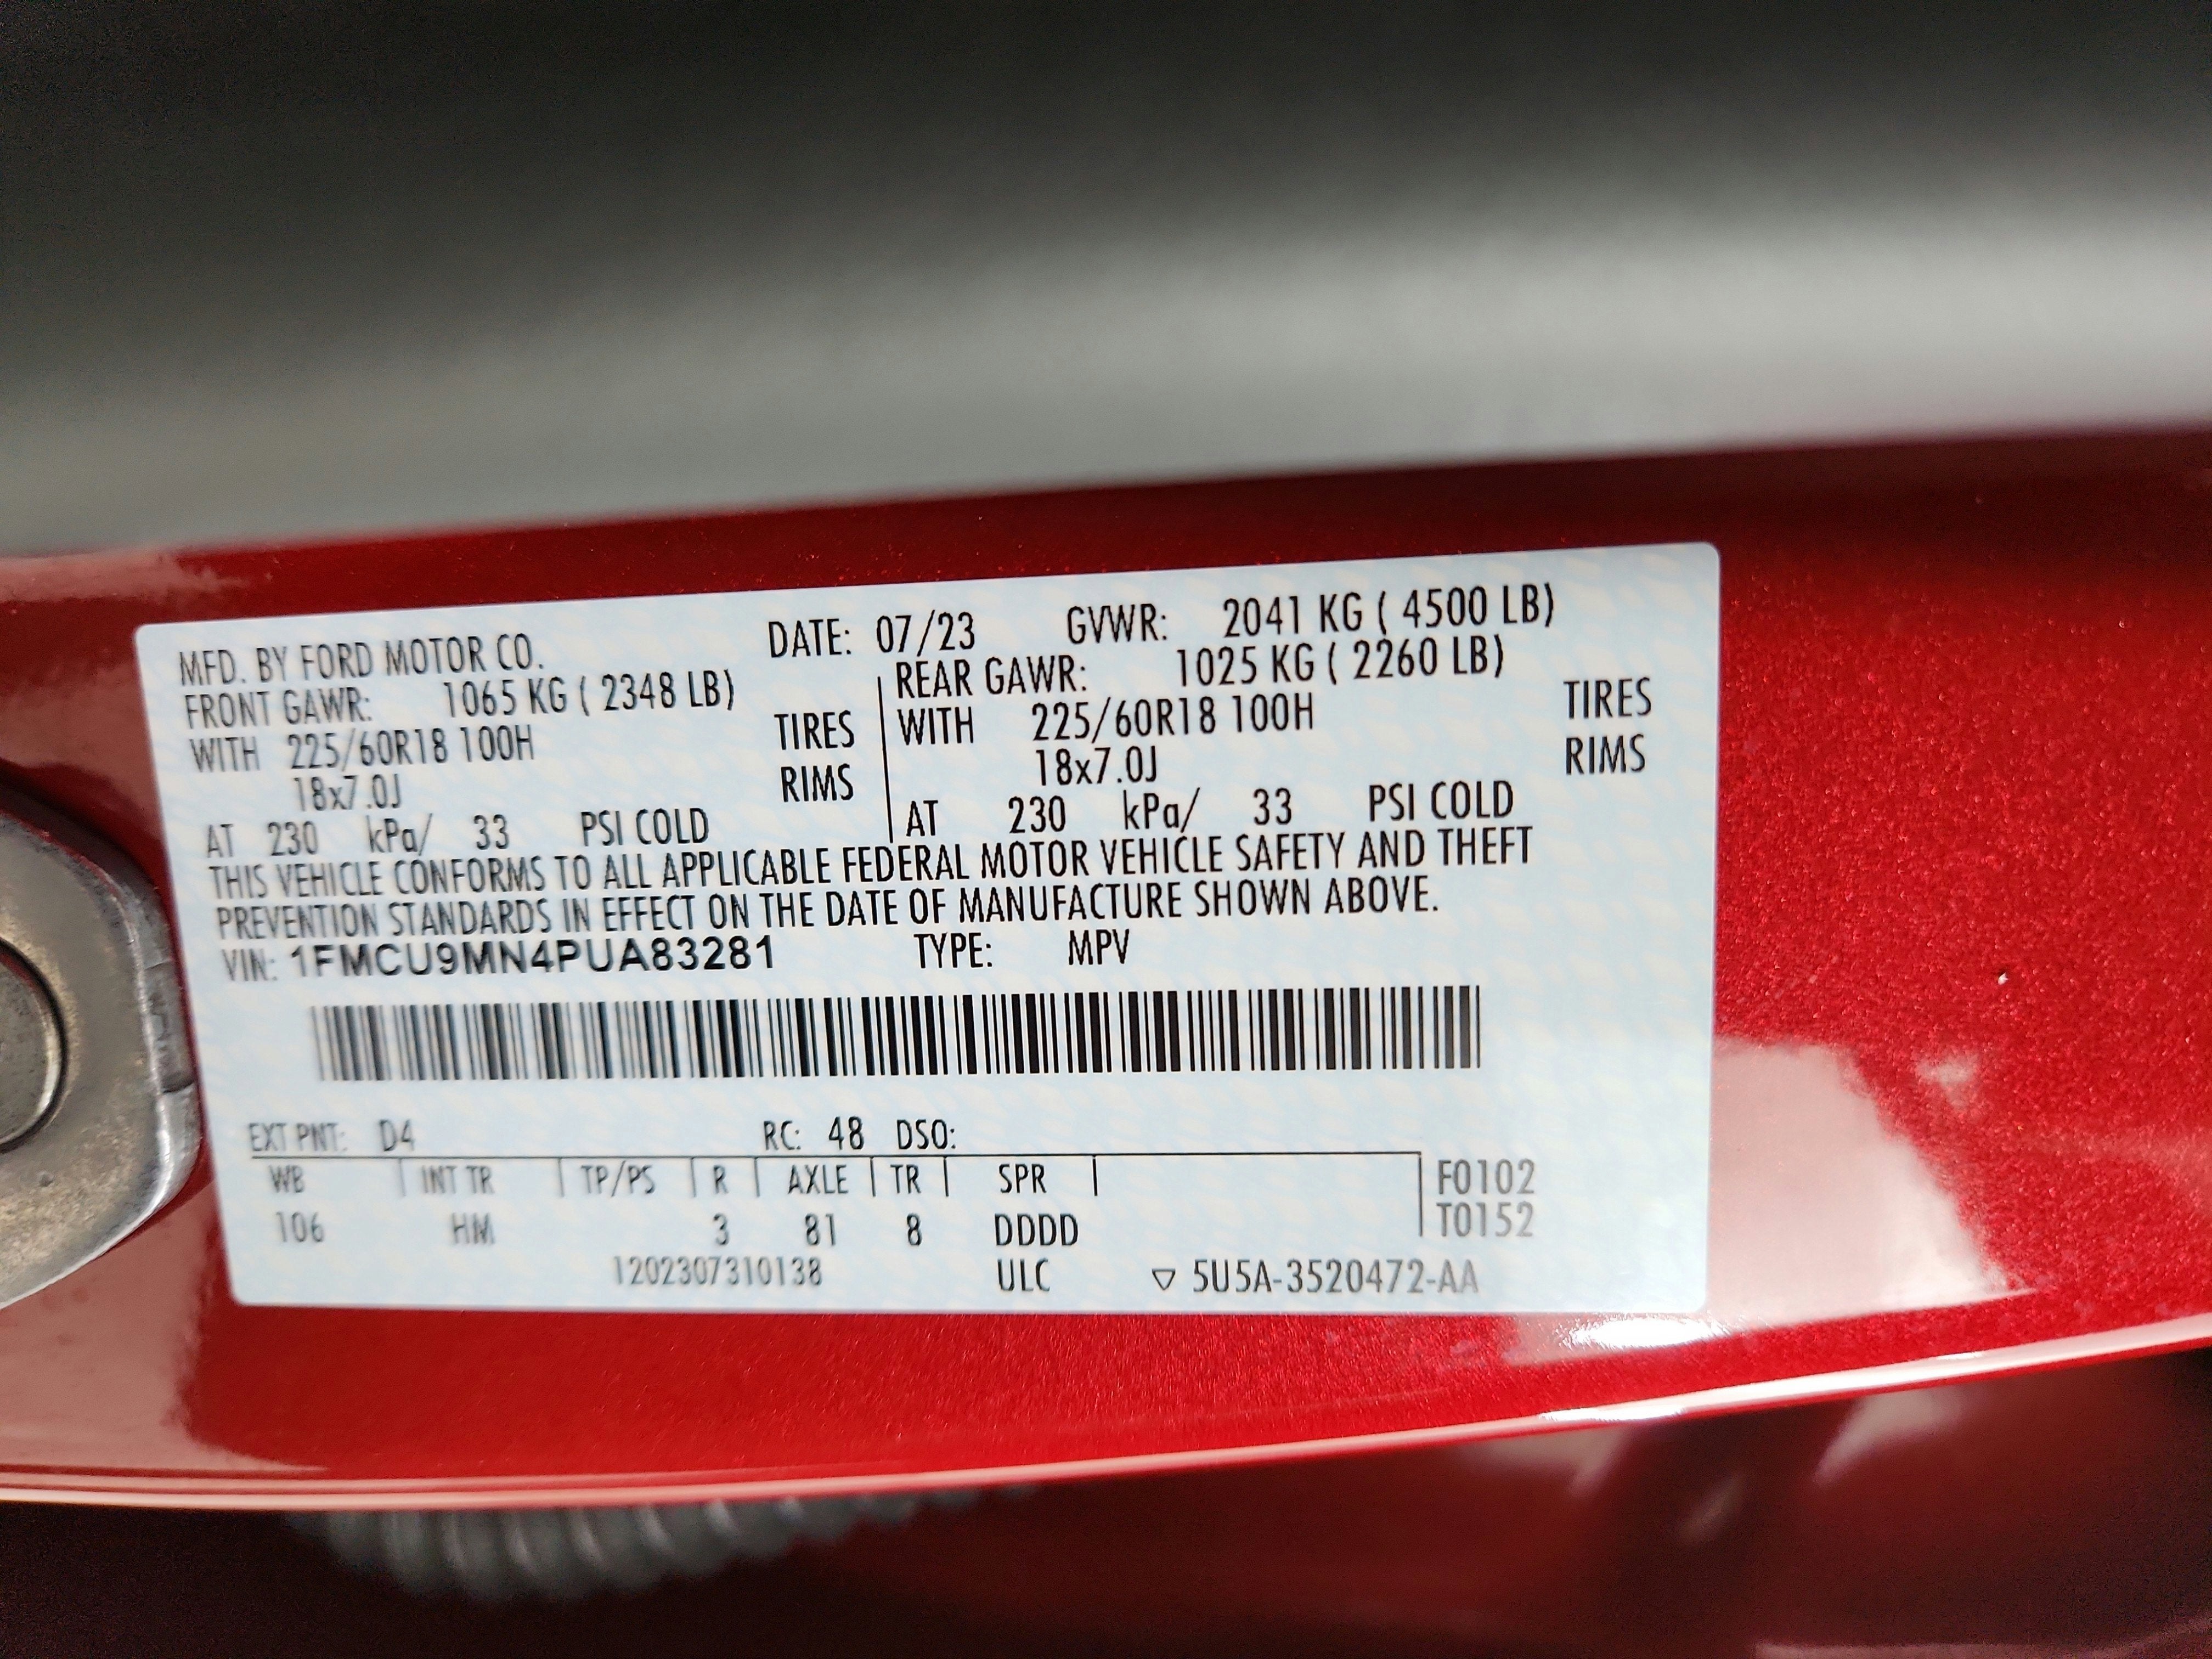 MFD. BY FORD MOTOR CO. DATE: 07/23 GVWR: 2041 KG ( 4500 LB)
FRONT GAWR: 1065 KG ( 2348 LB) REAR GAWR: 1025 KG ( 2260 LB)
WITH 225/60R18 100H TIRES WITH 225/60R18 100H TIRES
18x7.0J RIMS 18x7.0J RIMS
AT 230 kPa/ 33 PSI COLD AT 230 kPa/ 33 PSI COLD
THIS VEHICLE CONFORMS TO ALL APPLICABLE FEDERAL MOTOR VEHICLE SAFETY AND THEFT
PREVENTION STANDARDS IN EFFECT ON THE DATE OF MANUFACTURE SHOWN ABOVE.
VIN: 1FMCU9MN4PUA83281 TYPE: MPV
EXT PNT: D4 RC: 48 DSO:
WB INT TR TP/PS R AXLE TR SPR F0102
106 HM 3 81 8 DDDD T0152
1202307310138 ULC ▽ 5U5A-3520472-AA